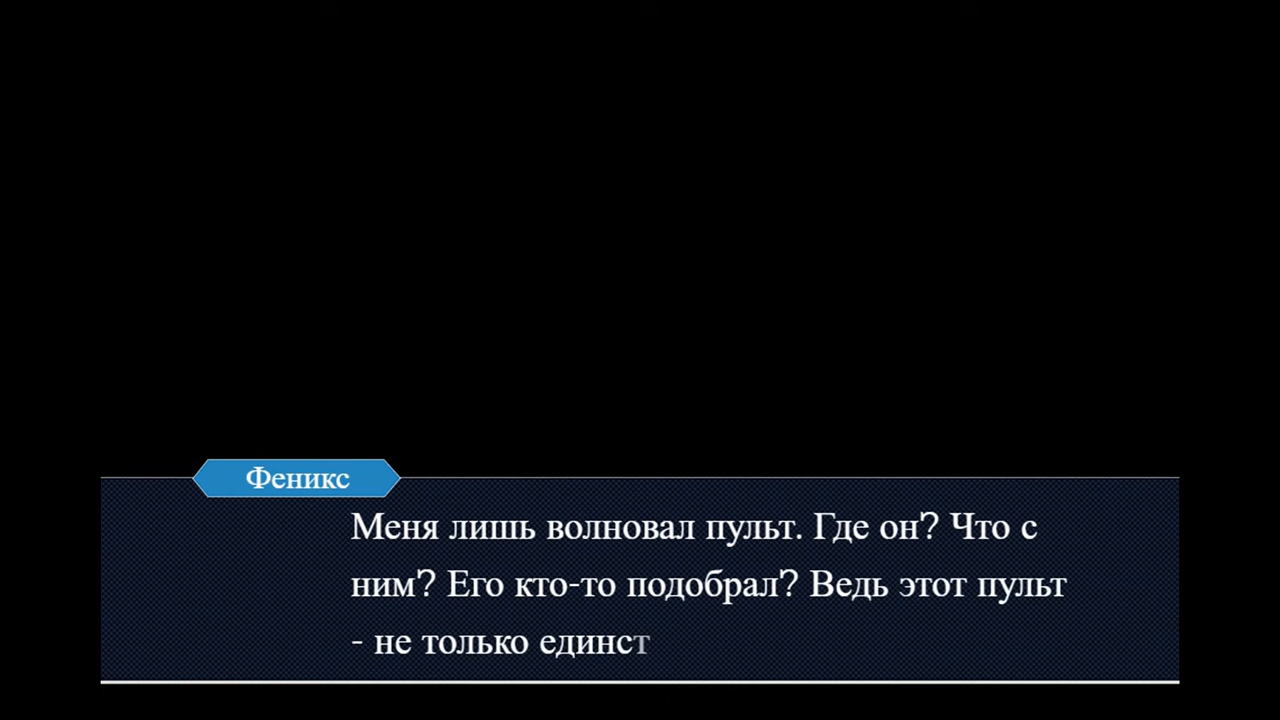 Феникс
Меня лишь волновал пульт. Где он? Что с
ним? Его кто-то подобрал? Ведь этот пульт
- не только единст